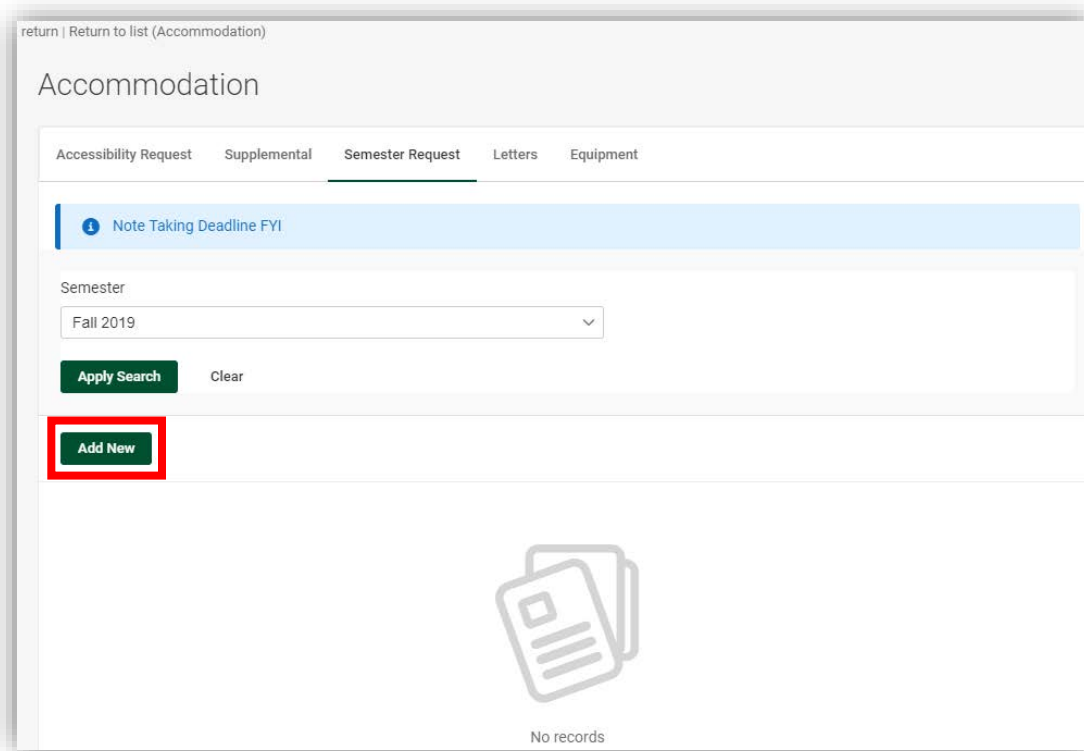 return | Return to list (Accommodation)
Accommodation
Accessibility Request Supplemental Semester Request Letters Equipment
Note Taking Deadline FYI
Semester
Fall 2019
Apply Search Clear
Add New
No records